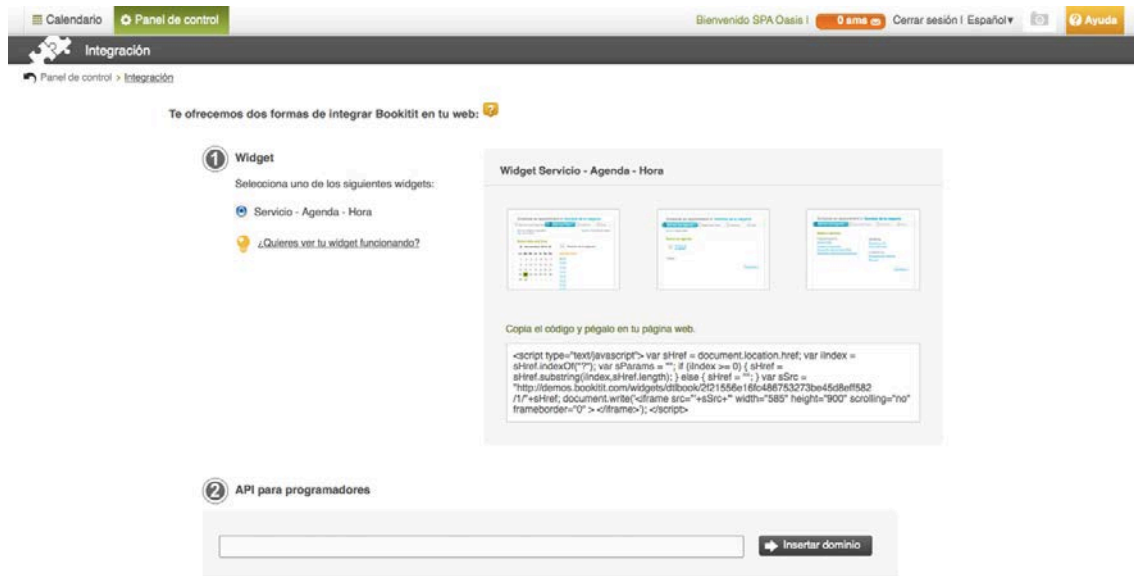 Calendario
Panel de control
Bienvenido SPA Oasis |
0 sms
Cerrar sesión | Español
Ayuda
Integración
Panel de control > Integración
Te ofrecemos dos formas de integrar Bookitit en tu web:
1 Widget
Selecciona uno de los siguientes widgets:
Servicio - Agenda - Hora
¿Quieres ver tu widget funcionando?
Widget Servicio - Agenda - Hora
Copia el código y pégalo en tu página web.
<script type="text/javascript"> var sHref = document.location.href; var iIndex =
sHref.indexOf("?"); var sParams = ""; if (iIndex >= 0) { sHref =
sHref.substring(iIndex,sHref.length); } else { sHref = ""; } var sSrc =
"http://demos.bookitit.com/widgets/dtlbook/2f21556e16fc486753273be45d8eff582
/1/"+sHref; document.write('<iframe src="'+sSrc+'" width="585" height="900" scrolling="no"
frameborder="0" > </iframe>'); </script>
2 API para programadores
Insertar dominio